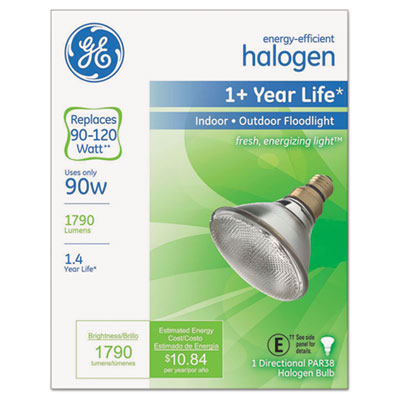 GE
energy-efficient
halogen
1+ Year Life*
Indoor • Outdoor Floodlight
fresh, energizing light™
Replaces
90-120
Watt**
Uses only
90w
1790
Lumens
1.4
Year Life*
Brightness/Brillo
1790
lumens/lúmenes
Estimated Energy
Cost/Costo
Estimado de Energía
$10.84
per year/por año
E
†† See side
panel for
details.
1 Directional PAR38
Halogen Bulb